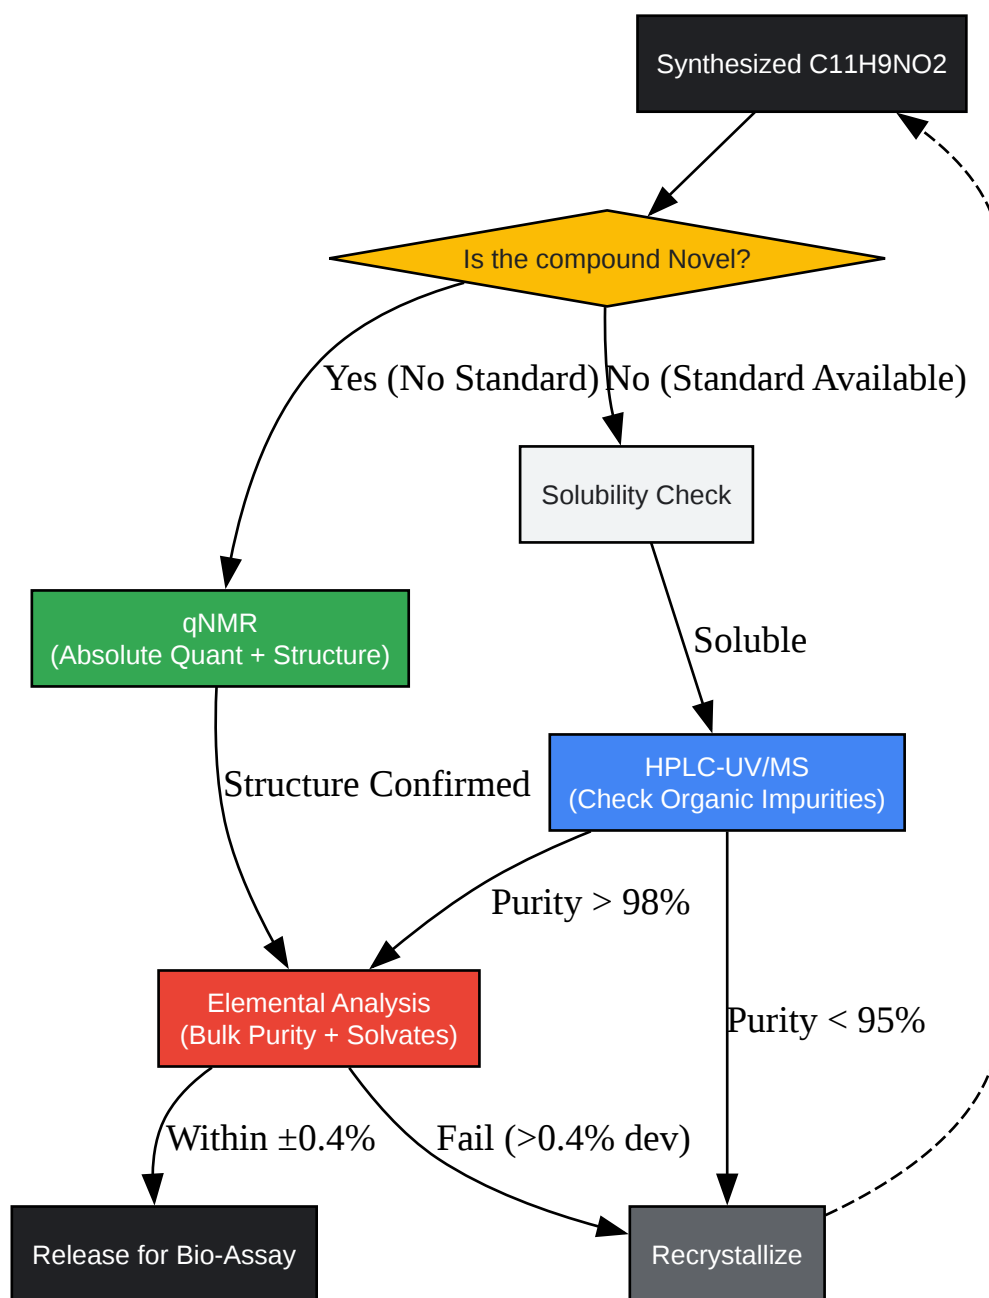 Synthesized C11H9NO2
Is the compound Novel?
Yes (No Standard)
No (Standard Available)
Solubility Check
qNMR
(Absolute Quant + Structure)
Soluble
HPLC-UV/MS
(Check Organic Impurities)
Structure Confirmed
Purity > 98%
Elemental Analysis
(Bulk Purity + Solvates)
Purity < 95%
Within ±0.4%
Fail (>0.4% dev)
Release for Bio-Assay
Recrystallize